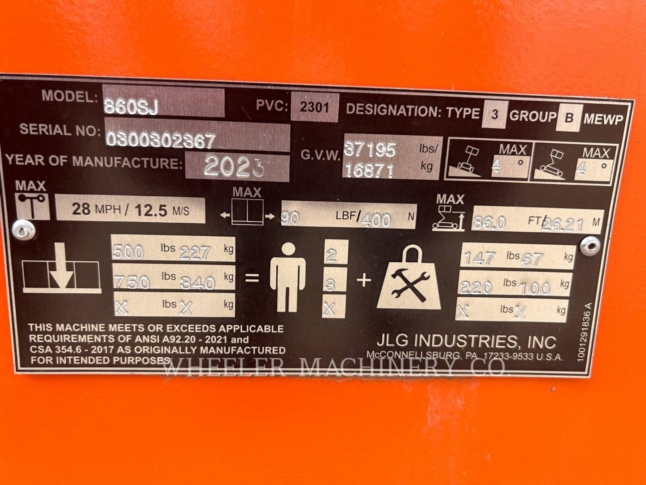 MODEL: 860SJ PVC: 2301 DESIGNATION: TYPE 3 GROUP B MEWP
SERIAL NO: 0300302367
YEAR OF MANUFACTURE: 2023 G.V.W. 37195 lbs/ 16871 kg MAX 4° MAX 4°
MAX 28 MPH / 12.5 M/S MAX 90 LBF/400 N MAX 86.0 FT/26.21 M
500 lbs 227 kg 2 147 lbs 67 kg
750 lbs 340 kg = 3 + 220 lbs 100 kg
X lbs X kg X X lbs X kg
THIS MACHINE MEETS OR EXCEEDS APPLICABLE
REQUIREMENTS OF ANSI A92.20 - 2021 and
CSA 354.6 - 2017 AS ORIGINALLY MANUFACTURED
FOR INTENDED PURPOSES
JLG INDUSTRIES, INC
McCONNELLSBURG, PA. 17233-9533 U.S.A.
1001291836 A
WHEELER MACHINERY CO.